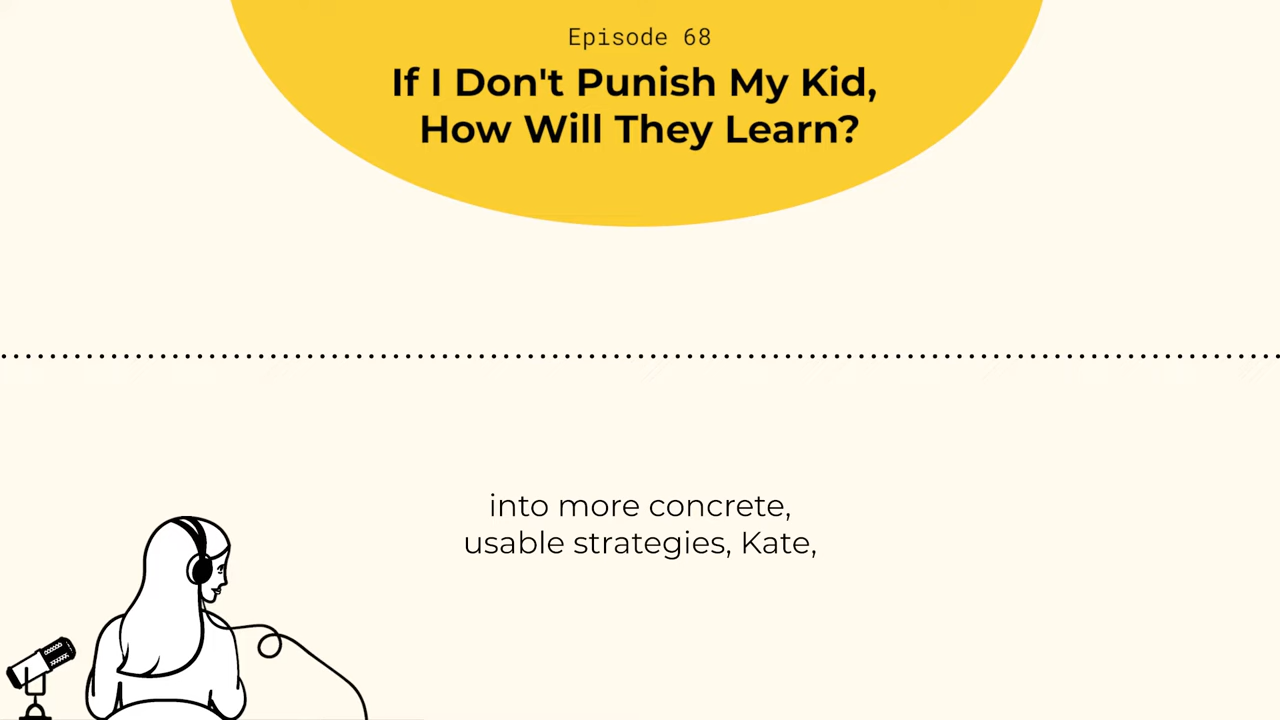 Episode 68
If I Don't Punish My Kid,
How Will They Learn?
into more concrete,
usable strategies, Kate,